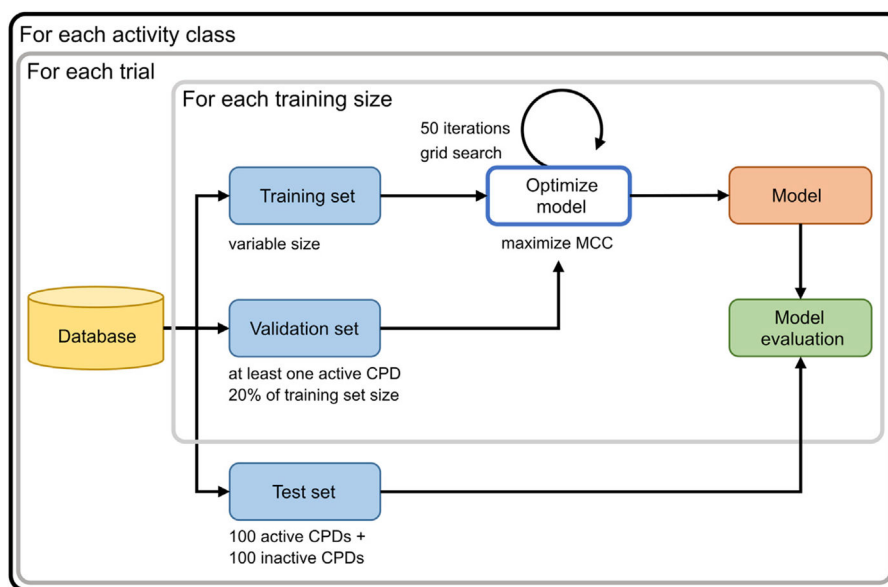 For each activity class
For each trial
For each training size
50 iterations
grid search
Training set
variable size
Optimize
model
maximize MCC
Model
Database
Validation set
at least one active CPD
20% of training set size
Model
evaluation
Test set
100 active CPDs +
100 inactive CPDs